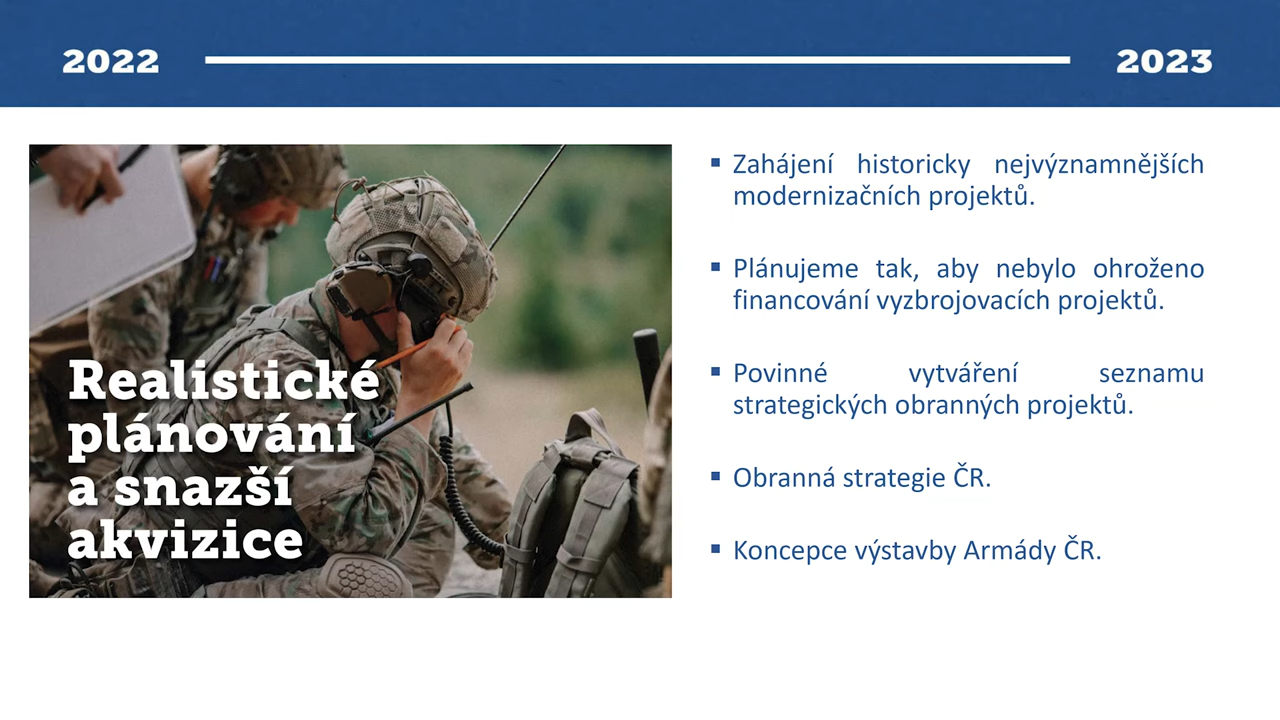 2022
2023
Realistické
plánování
a snazší
akvizice
▪ Zahájení historicky nejvýznamnějších
modernizačních projektů.
▪ Plánujeme tak, aby nebylo ohroženo
financování vyzbrojovacích projektů.
▪ Povinné vytváření seznamu
strategických obranných projektů.
▪ Obranná strategie ČR.
▪ Koncepce výstavby Armády ČR.